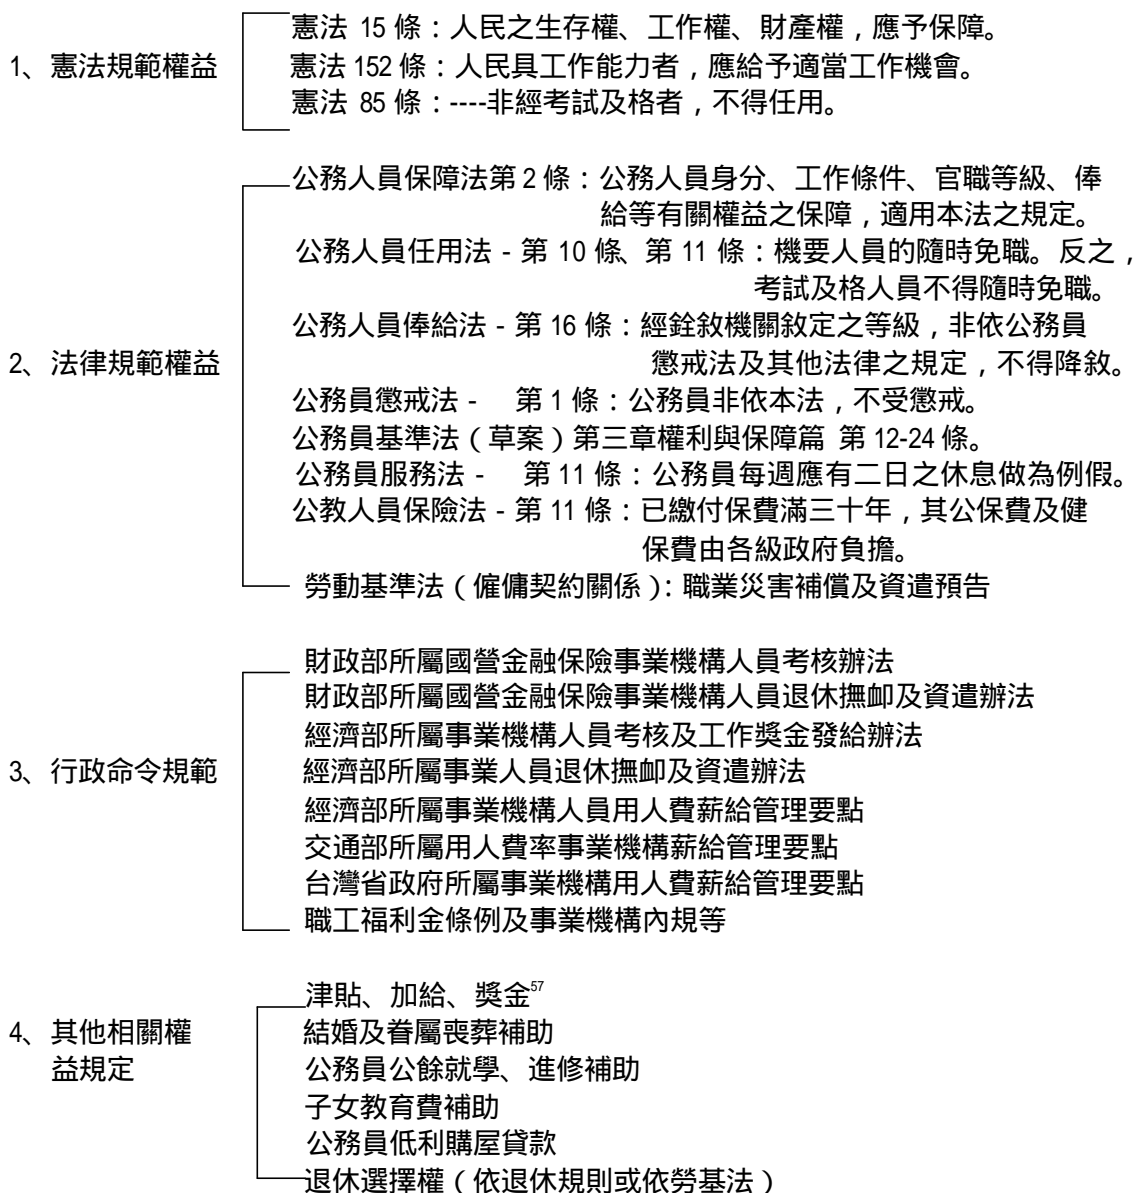 憲法 15 條：人民之生存權、工作權、財產權，應予保障。
1、憲法規範權益
憲法 152 條：人民具工作能力者，應給予適當工作機會。
憲法 85 條：----非經考試及格者，不得任用。
公務人員保障法第 2 條：公務人員身分、工作條件、官職等級、俸
給等有關權益之保障，適用本法之規定。
公務人員任用法 - 第 10 條、第 11 條：機要人員的隨時免職。反之，
考試及格人員不得隨時免職。
公務人員俸給法 - 第 16 條：經銓敘機關敘定之等級，非依公務員
2、法律規範權益
懲戒法及其他法律之規定，不得降敘。
公務員懲戒法 - 第 1 條：公務員非依本法，不受懲戒。
公務員基準法（草案）第三章權利與保障篇 第 12-24 條。
公務員服務法 - 第 11 條：公務員每週應有二日之休息做為例假。
公教人員保險法 - 第 11 條：已繳付保費滿三十年，其公保費及健
保費由各級政府負擔。
勞動基準法（僱傭契約關係）：職業災害補償及資遣預告
財政部所屬國營金融保險事業機構人員考核辦法
財政部所屬國營金融保險事業機構人員退休撫卹及資遣辦法
經濟部所屬事業機構人員考核及工作獎金發給辦法
3、行政命令規範
經濟部所屬事業人員退休撫卹及資遣辦法
經濟部所屬事業機構人員用人費薪給管理要點
交通部所屬用人費率事業機構薪給管理要點
台灣省政府所屬事業機構用人費薪給管理要點
職工福利金條例及事業機構內規等
津貼、加給、獎金57
4、其他相關權
結婚及眷屬喪葬補助
益規定
公務員公餘就學、進修補助
子女教育費補助
公務員低利購屋貸款
退休選擇權（依退休規則或依勞基法）